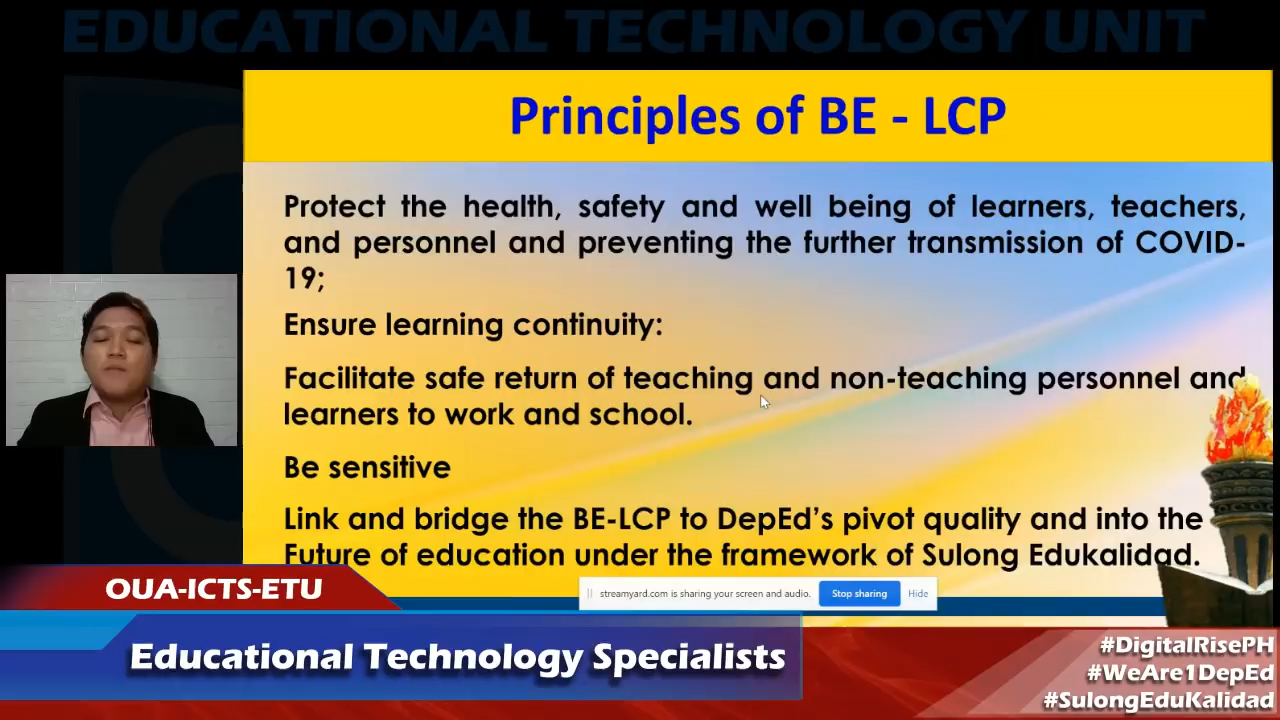 EDUCATIONAL TECHNOLOGY UNIT
Principles of BE - LCP
Protect the health, safety and well being of learners, teachers,
and personnel and preventing the further transmission of COVID-
19;
Ensure learning continuity:
Facilitate safe return of teaching and non-teaching personnel and
learners to work and school.
Be sensitive
Link and bridge the BE-LCP to DepEd's pivot quality and into the
Future of education under the framework of Sulong Edukalidad.
streamyard.com is sharing your screen and audio. Stop sharing Hide
OUA-ICTS-ETU
Educational Technology Specialists
#DigitalRisePH
#WeAre1DepEd
#SulongEduKalidad